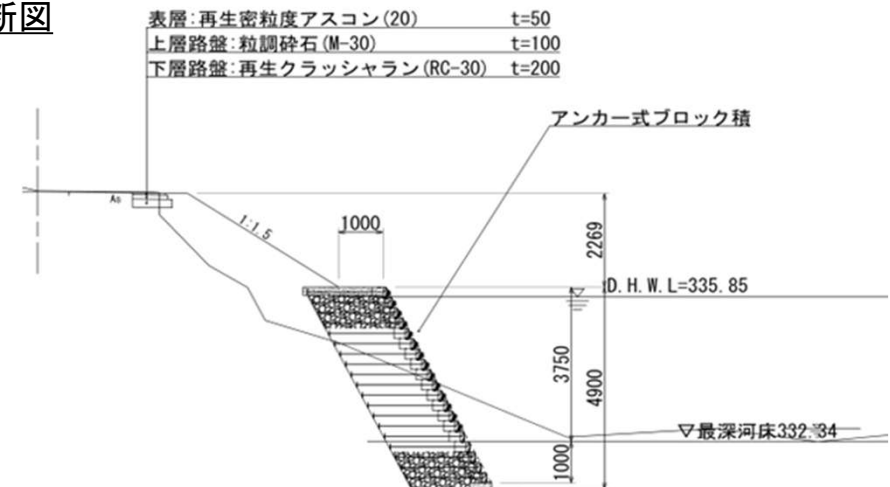 断図
表層:再生密粒度アスコン(20) t=50
上層路盤:粒調砕石(M-30) t=100
下層路盤:再生クラッシャラン(RC-30) t=200
アンカー式ブロック積
As
1:1.5
1000
2269
D.H.W.L=335.85
3750
4900
▽最深河床332.34
1000